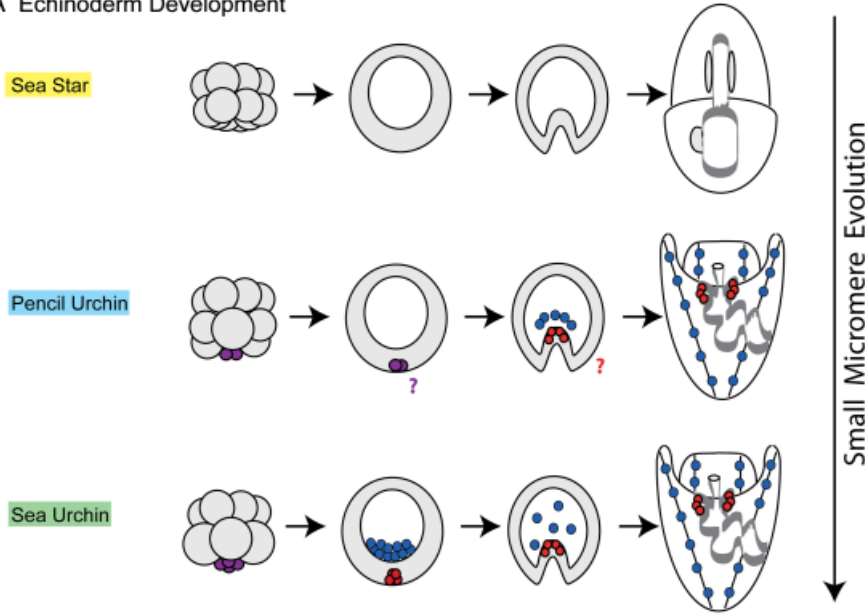 A Echinoderm Development
Sea Star
Pencil Urchin
?
?
Sea Urchin
Small Micromere Evolution